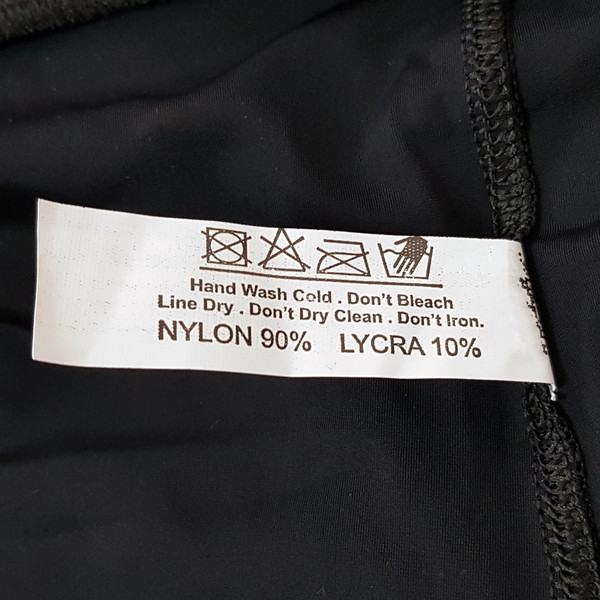 Hand Wash Cold . Don't Bleach
Line Dry . Don't Dry Clean . Don't Iron.
NYLON 90% LYCRA 10%